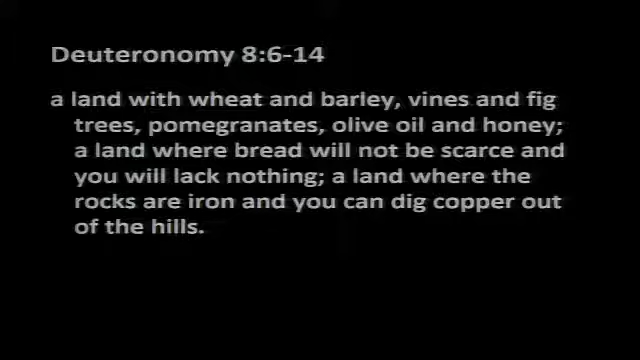 Deuteronomy 8:6-14
a land with wheat and barley, vines and fig
trees, pomegranates, olive oil and honey;
a land where bread will not be scarce and
you will lack nothing; a land where the
rocks are iron and you can dig copper out
of the hills.